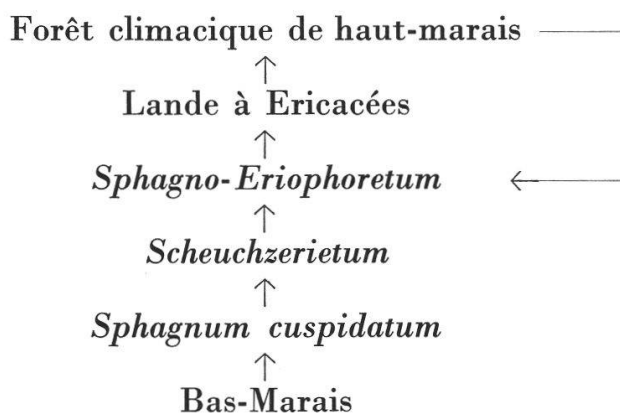 Forêt climacique de haut-marais
Lande à Ericacées
Sphagno-Eriophoretum
Scheuchzerietum
Sphagnum cuspidatum
Bas-Marais